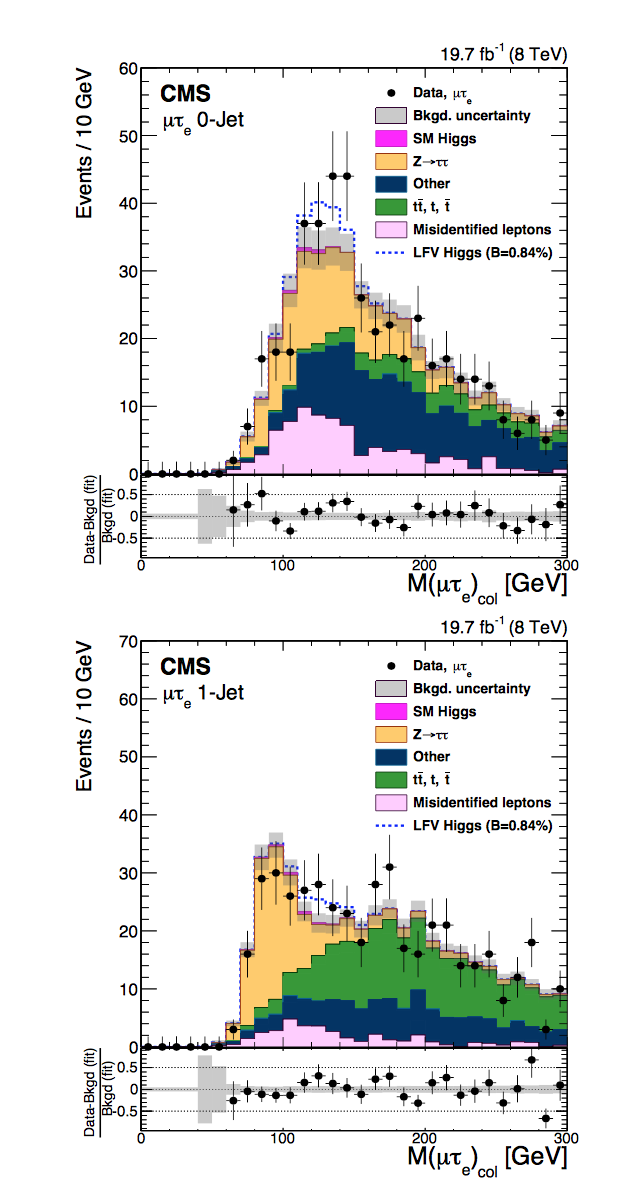 19.7 fb⁻¹ (8 TeV)
60
CMS
μτₑ 0-Jet
Data, μτₑ
Bkgd. uncertainty
SM Higgs
Z→ττ
Other
tt̄, t, t̄
Misidentified leptons
LFV Higgs (B=0.84%)
Events / 10 GeV
50
40
30
20
10
0
Data-Bkgd (fit)
Bkgd (fit)
0.5
0
-0.5
0 100 200 300
M(μτₑ)col [GeV]
19.7 fb⁻¹ (8 TeV)
70
CMS
μτₑ 1-Jet
Data, μτₑ
Bkgd. uncertainty
SM Higgs
Z→ττ
Other
tt̄, t, t̄
Misidentified leptons
LFV Higgs (B=0.84%)
Events / 10 GeV
60
50
40
30
20
10
0
Data-Bkgd (fit)
Bkgd (fit)
0.5
0
-0.5
0 100 200 300
M(μτₑ)col [GeV]